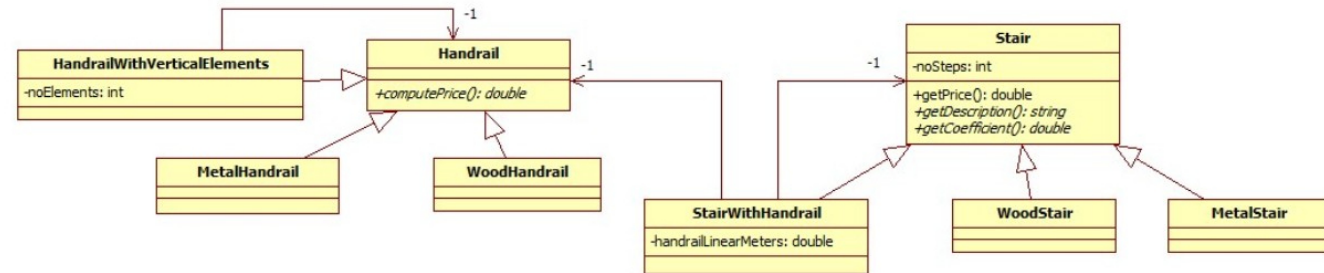 -1
Handrail
+computePrice(): double
HandrailWithVerticalElements
-noElements: int
MetalHandrail
WoodHandrail
-1
-1
Stair
-noSteps: int
+getPrice(): double
+getDescription(): string
+getCoefficient(): double
StairWithHandrail
-handrailLinearMeters: double
WoodStair
MetalStair